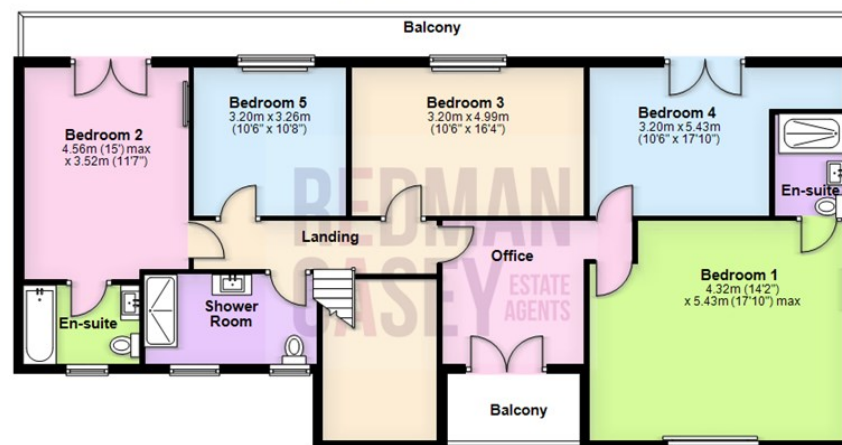 Balcony
Bedroom 2
4.56m (15') max
x 3.52m (11'7")
Bedroom 5
3.20m x 3.26m
(10'6" x 10'8")
Bedroom 3
3.20m x 4.99m
(10'6" x 16'4")
Bedroom 4
3.20m x 5.43m
(10'6" x 17'10")
En-suite
Landing
Office
Bedroom 1
4.32m (14'2")
x 5.43m (17'10") max
En-suite
Shower
Room
Balcony
REDMAN
CASEY
ESTATE
AGENTS